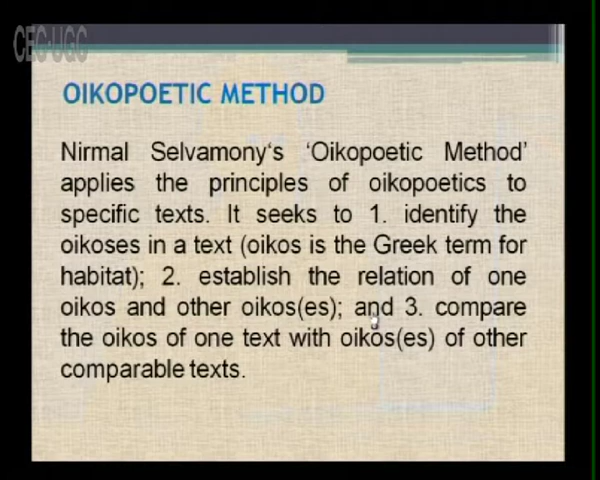 CEC-UGC
OIKOPOETIC METHOD
Nirmal Selvamony‘s ‘Oikopoetic Method’
applies the principles of oikopoetics to
specific texts. It seeks to 1. identify the
oikoses in a text (oikos is the Greek term for
habitat); 2. establish the relation of one
oikos and other oikos(es); and 3. compare
the oikos of one text with oikos(es) of other
comparable texts.